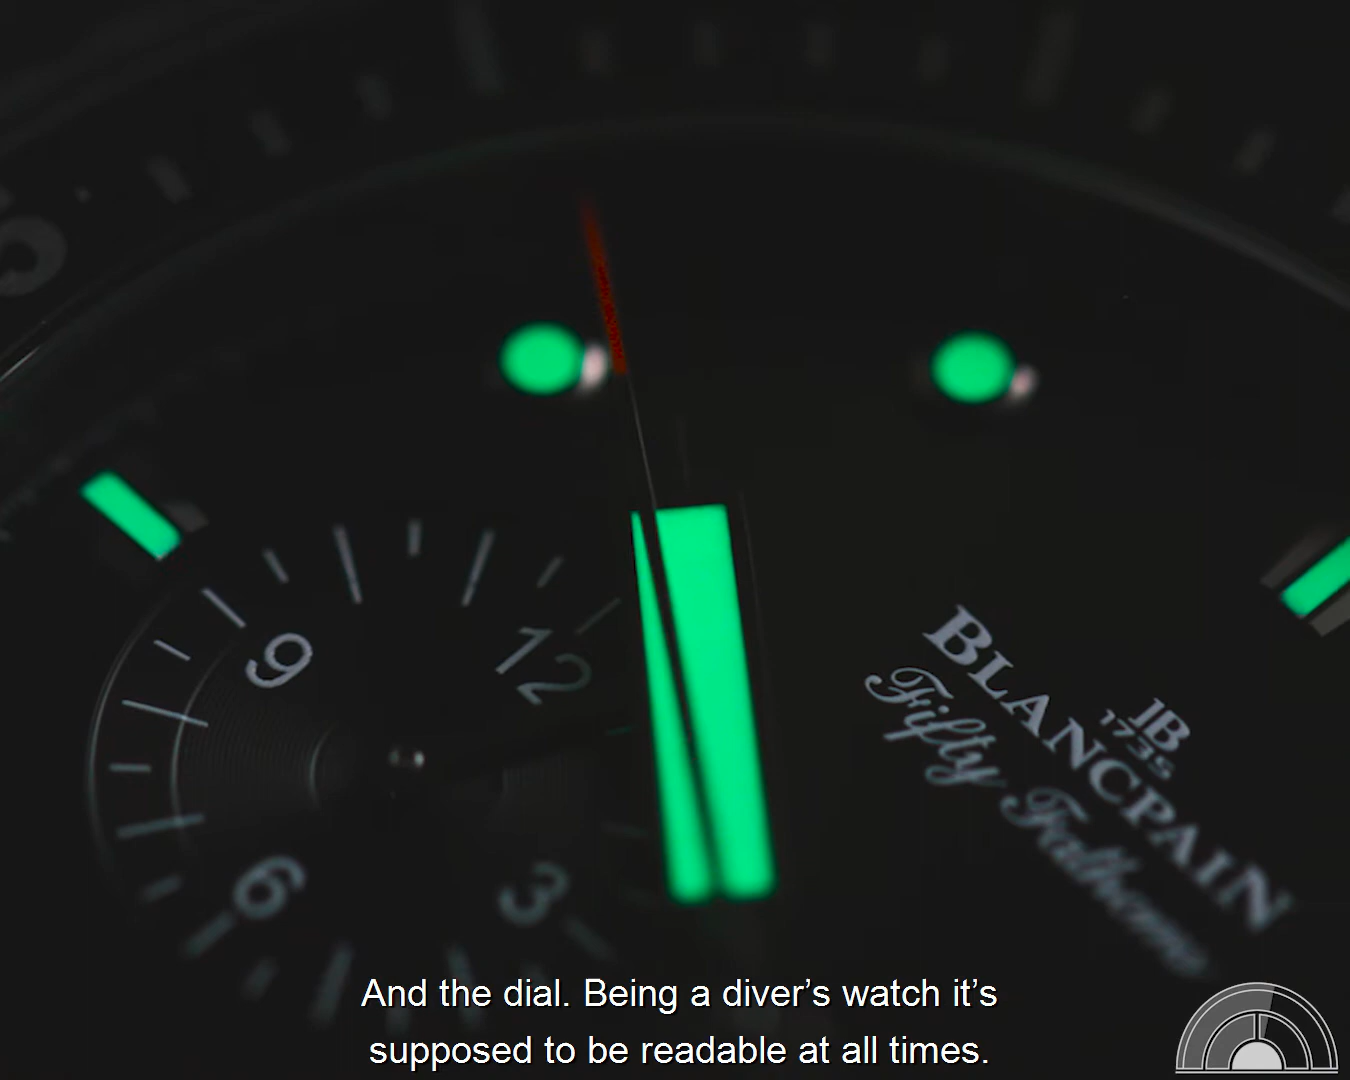 9
12
6
3
JB
1735
BLANCPAIN
Fifty Fathoms
And the dial. Being a diver’s watch it’s
supposed to be readable at all times.